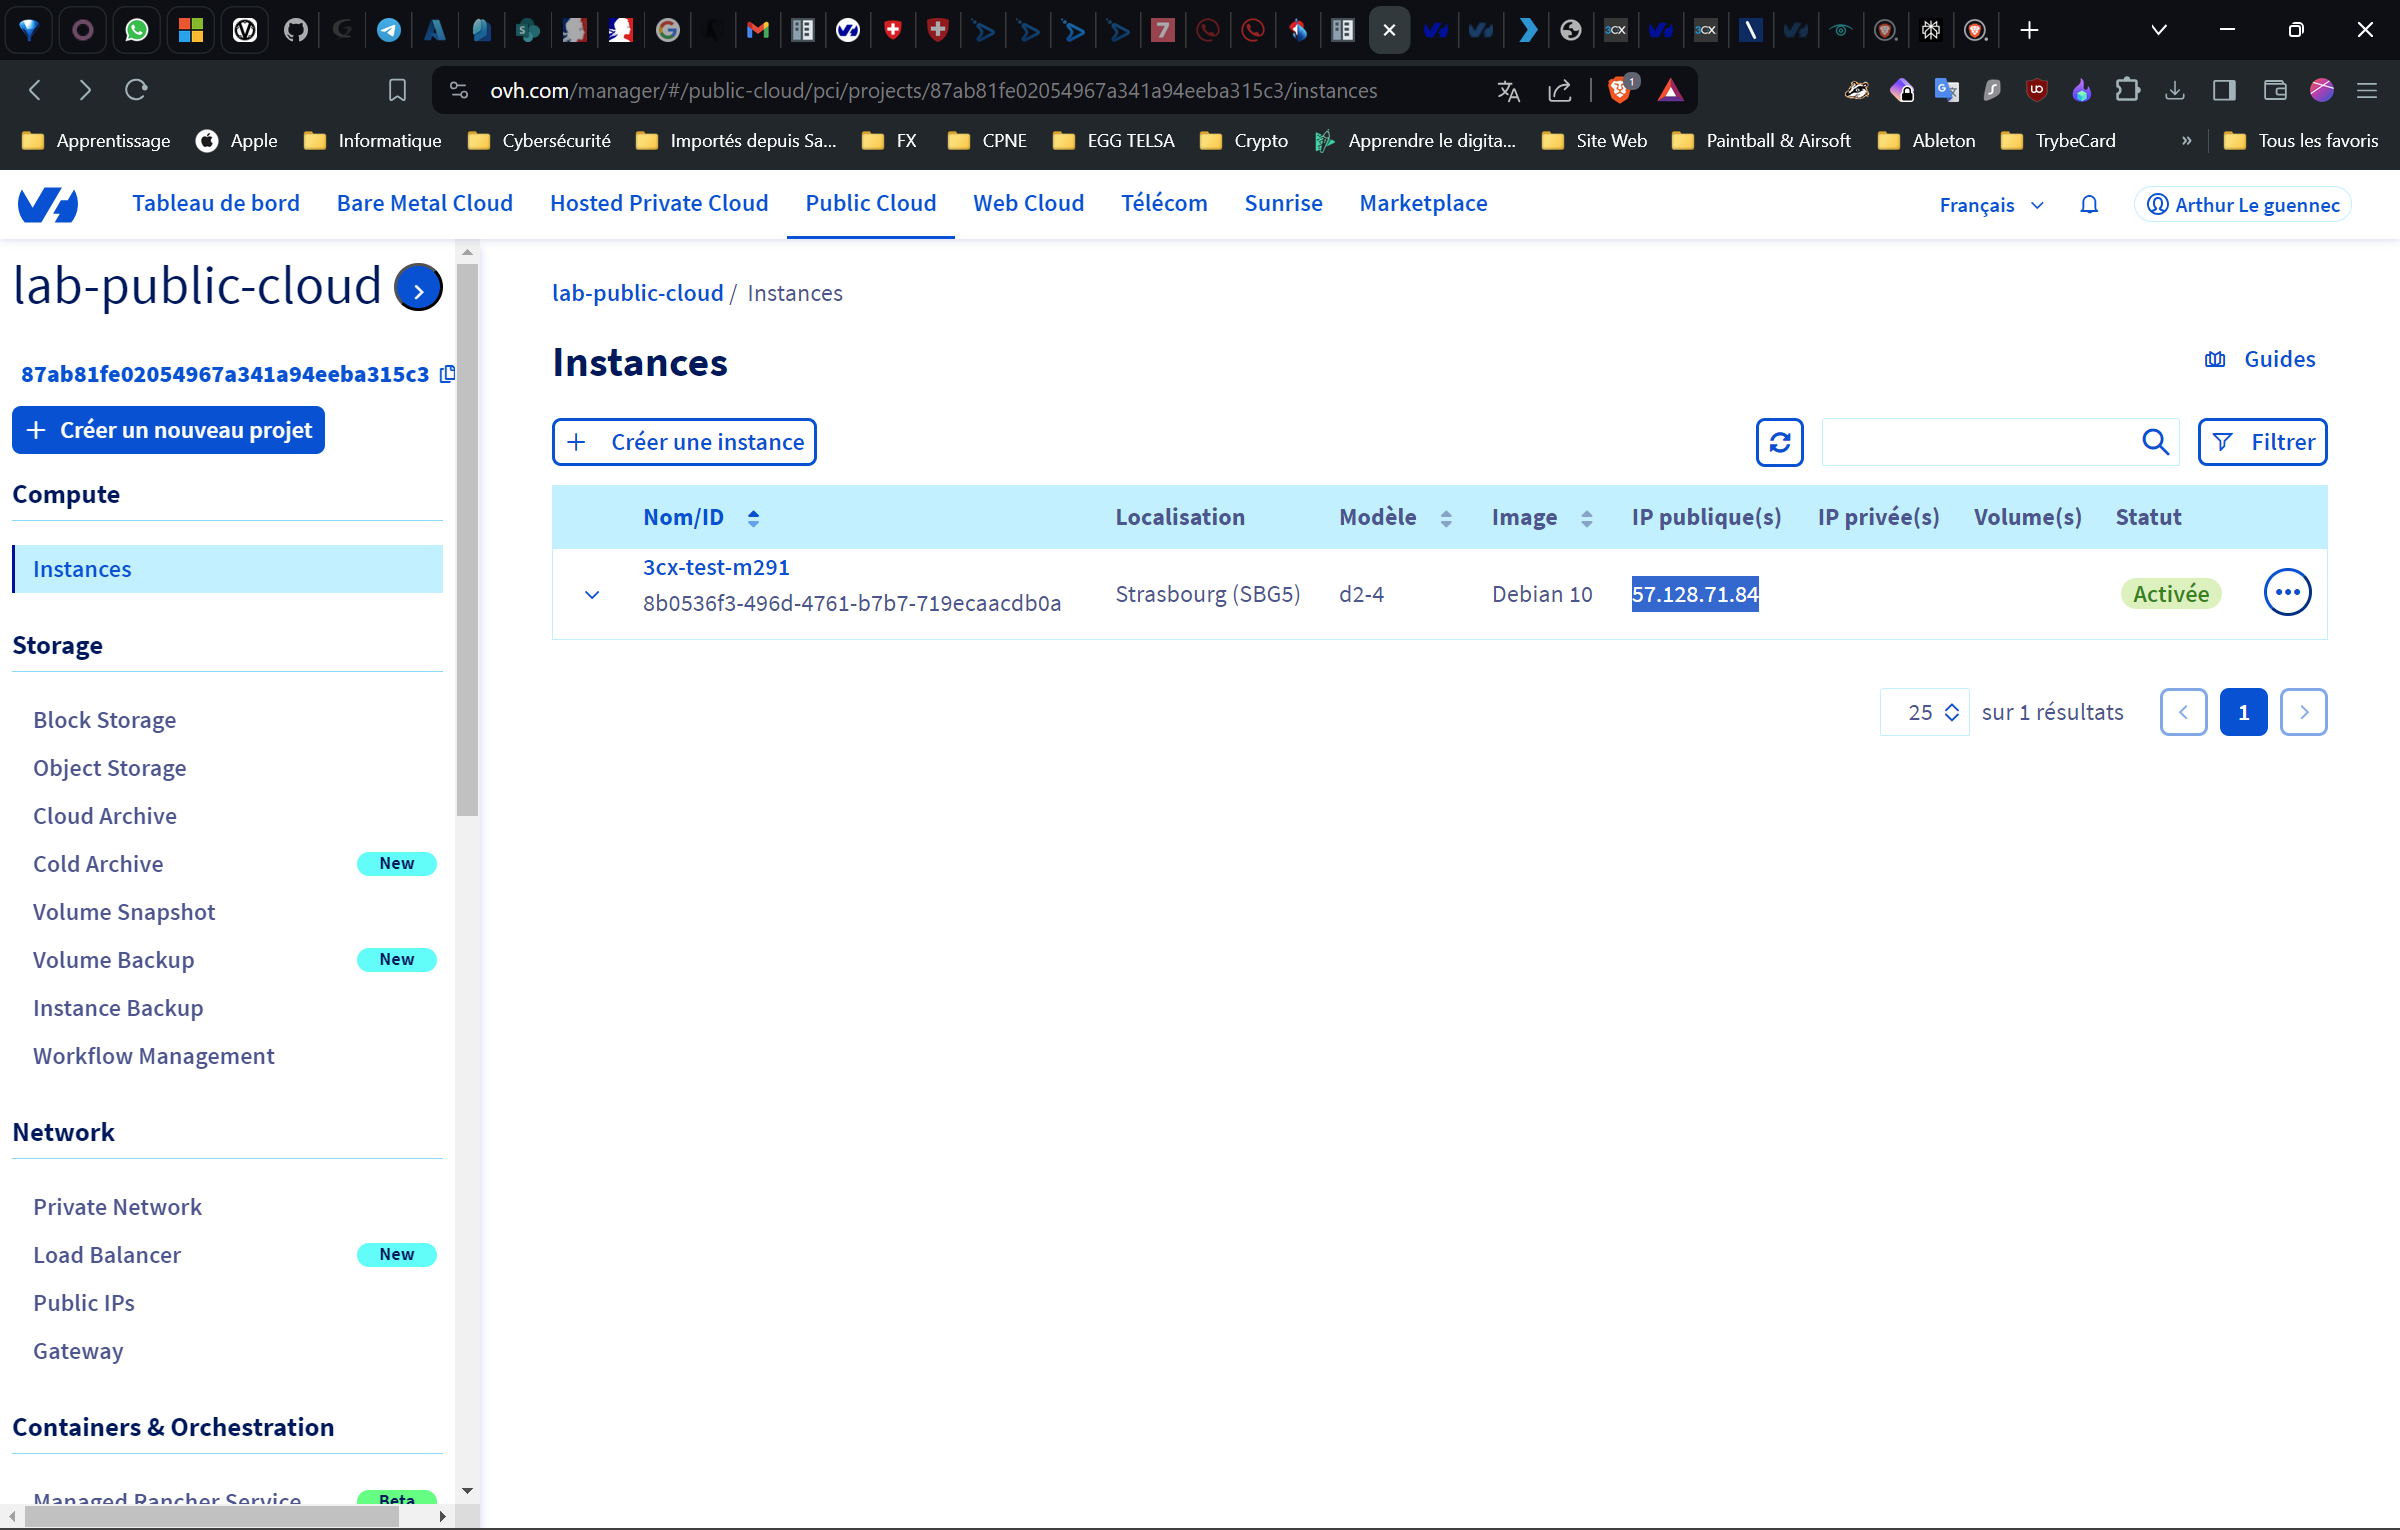 ovh.com/manager/#/public-cloud/pci/projects/87ab81fe02054967a341a94eeba315c3/instances
1
Apprentissage
Apple
Informatique
Cybersécurité
Importés depuis Sa...
FX
CPNE
EGG TELSA
Crypto
Apprendre le digita...
Site Web
Paintball & Airsoft
Ableton
TrybeCard
»
Tous les favoris
Tableau de bord
Bare Metal Cloud
Hosted Private Cloud
Public Cloud
Web Cloud
Télécom
Sunrise
Marketplace
Français
Arthur Le guennec
lab-public-cloud
87ab81fe02054967a341a94eeba315c3
+ Créer un nouveau projet
Compute
Instances
Storage
Block Storage
Object Storage
Cloud Archive
Cold Archive New
Volume Snapshot
Volume Backup New
Instance Backup
Workflow Management
Network
Private Network
Load Balancer New
Public IPs
Gateway
Containers & Orchestration
Managed Rancher Service Beta
lab-public-cloud / Instances
Instances
Guides
+ Créer une instance
Filtrer
Nom/ID Localisation Modèle Image IP publique(s) IP privée(s) Volume(s) Statut
3cx-test-m291
8b0536f3-496d-4761-b7b7-719ecaacdb0a Strasbourg (SBG5) d2-4 Debian 10 57.128.71.84 Activée
25 sur 1 résultats 1